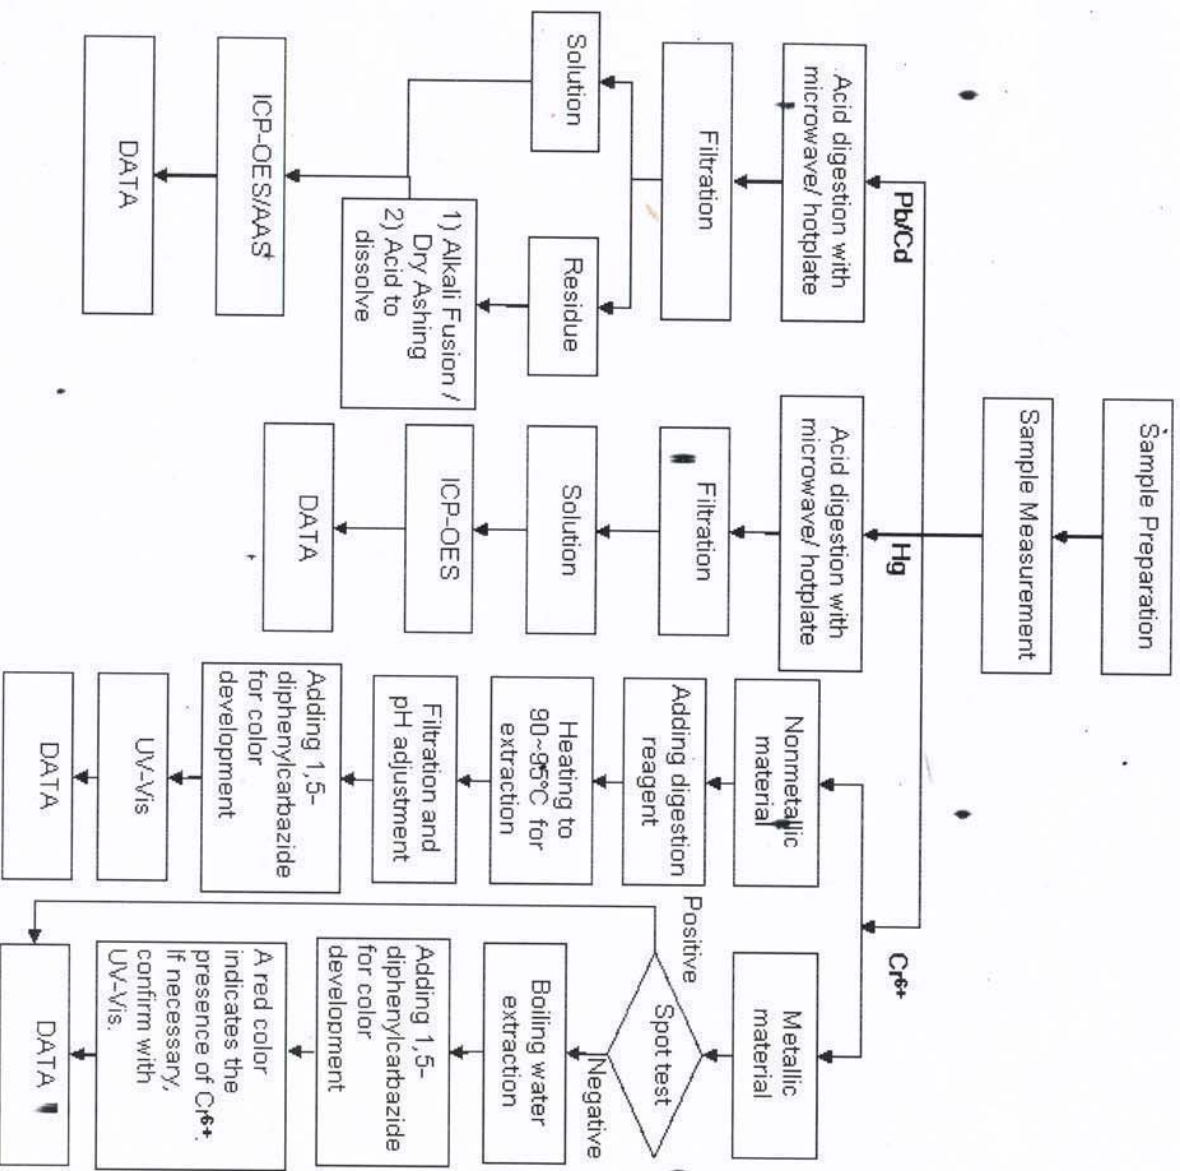 Sample Preparation
Sample Measurement
Pb/Cd
Acid digestion with
microwave/ hotplate
Filtration
Solution
Residue
1) Alkali Fusion /
Dry Ashing
2) Acid to
dissolve
ICP-OES/AAS
DATA
Hg
Acid digestion with
microwave/ hotplate
Filtration
Solution
ICP-OES
DATA
Cr6+
Nonmetallic
material
Adding digestion
reagent
Heating to
90~95°C for
extraction
Filtration and
pH adjustment
Adding 1,5-
diphenylcarbazide
for color
development
UV-Vis
DATA
Metallic
material
Spot test
Positive
Negative
Boiling water
extraction
Adding 1,5-
diphenylcarbazide
for color
development
A red color
indicates the
presence of Cr6+.
If necessary,
confirm with
UV-Vis.
DATA